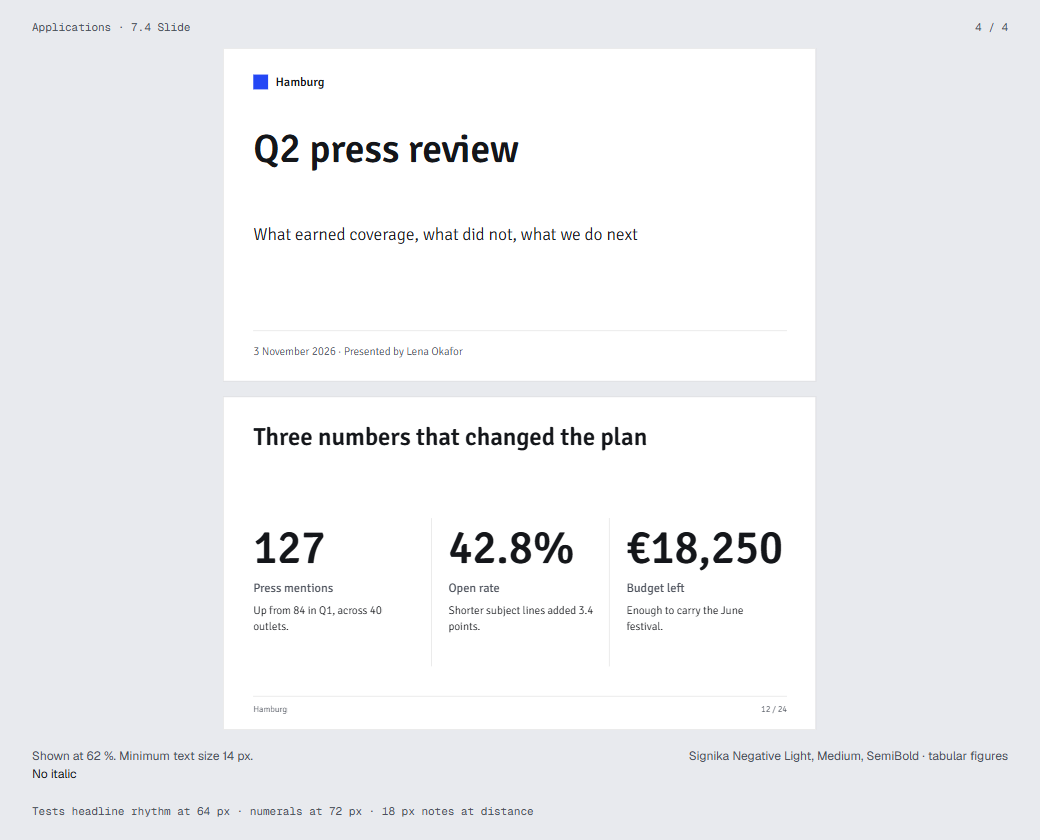 Applications · 7.4 Slide
4 / 4
Hamburg
Q2 press review
What earned coverage, what did not, what we do next
3 November 2026 · Presented by Lena Okafor
Three numbers that changed the plan
127
Press mentions
Up from 84 in Q1, across 40
outlets.
42.8%
Open rate
Shorter subject lines added 3.4
points.
€18,250
Budget left
Enough to carry the June
festival.
Hamburg
12 / 24
Shown at 62 %. Minimum text size 14 px.
No italic
Signika Negative Light, Medium, SemiBold · tabular figures
Tests headline rhythm at 64 px · numerals at 72 px · 18 px notes at distance